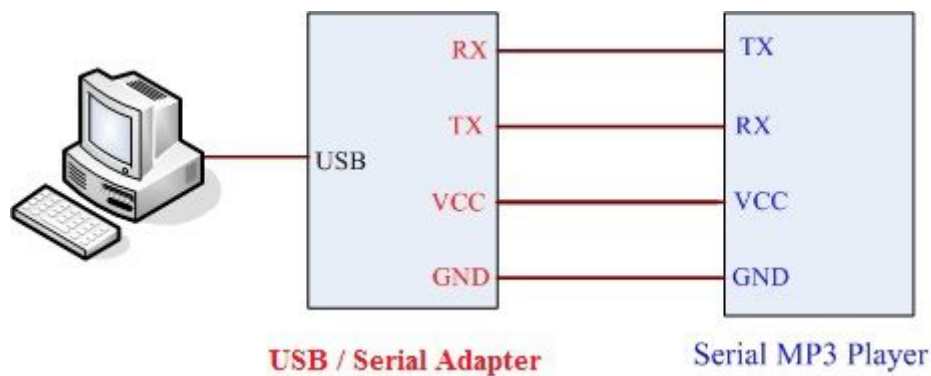 RX TX
TX RX
USB
VCC VCC
GND GND
USB / Serial Adapter
Serial MP3 Player